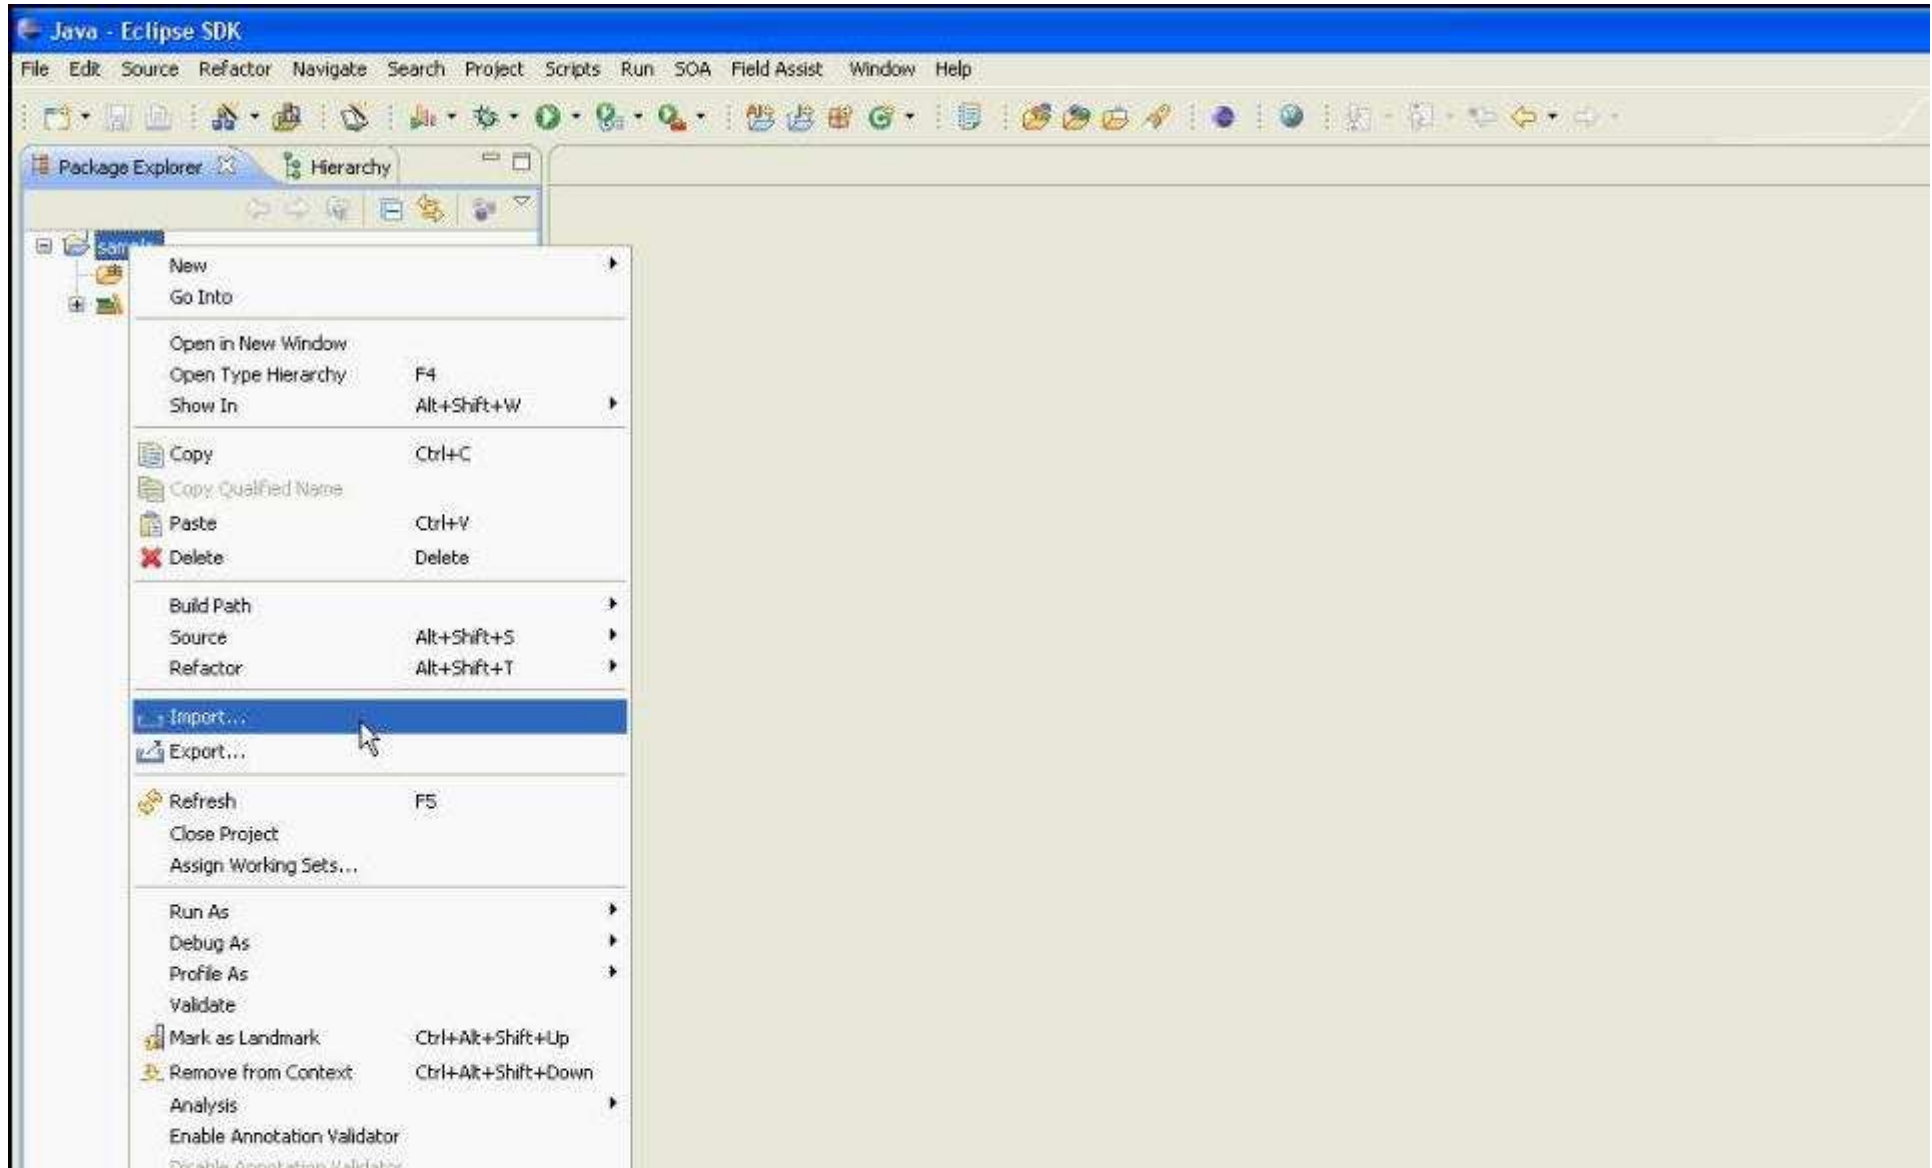 Java - Eclipse SDK
File Edit Source Refactor Navigate Search Project Scripts Run SOA Field Assist Window Help
Package Explorer Hierarchy
New
Go Into
Open in New Window
Open Type Hierarchy F4
Show In Alt+Shift+W
Copy Ctrl+C
Copy Qualified Name
Paste Ctrl+V
Delete Delete
Build Path
Source Alt+Shift+S
Refactor Alt+Shift+T
Import...
Export...
Refresh F5
Close Project
Assign Working Sets...
Run As
Debug As
Profile As
Validate
Mark as Landmark Ctrl+Alt+Shift+Up
Remove from Context Ctrl+Alt+Shift+Down
Analysis
Enable Annotation Validator
Disable Annotation Validator